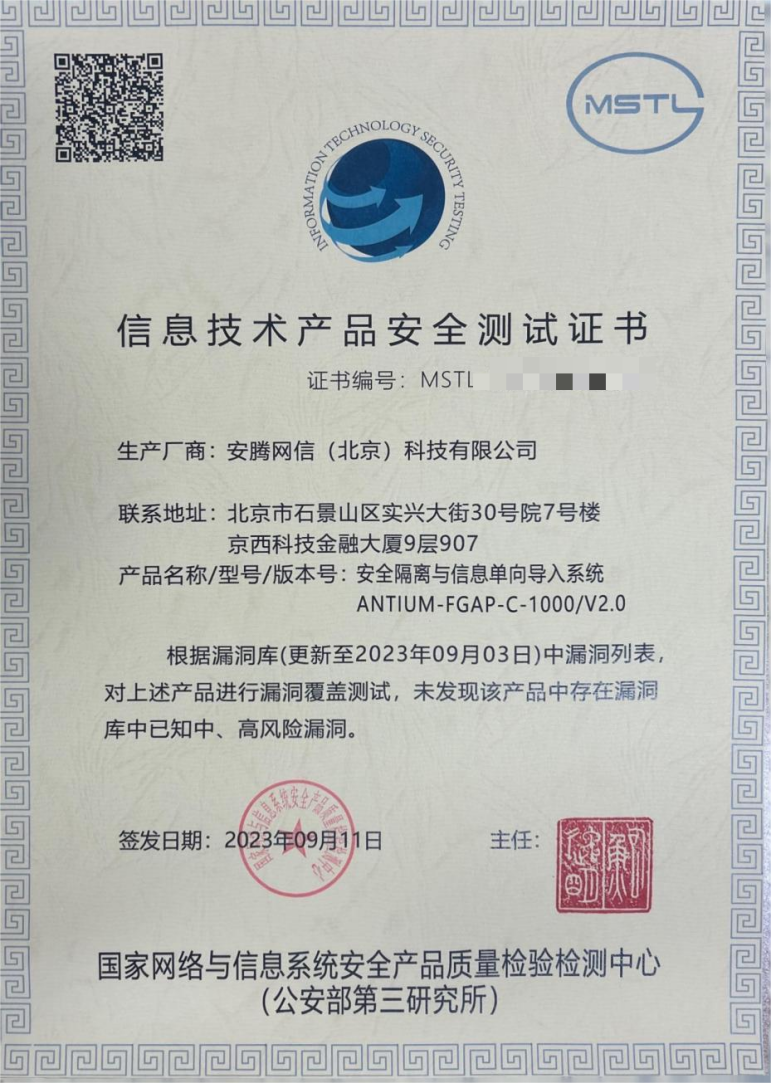 MSTL
INFORMATION TECHNOLOGY SECURITY TESTING
信息技术产品安全测试证书
证书编号：MSTL
生产厂商：安腾网信（北京）科技有限公司
联系地址：北京市石景山区实兴大街30号院7号楼
京西科技金融大厦9层907
产品名称/型号/版本号：安全隔离与信息单向导入系统
ANTIUM-FGAP-C-1000/V2.0
根据漏洞库(更新至2023年09月03日)中漏洞列表，
对上述产品进行漏洞覆盖测试，未发现该产品中存在漏洞
库中已知中、高风险漏洞。
签发日期：2023年09月11日
主任：
国家网络与信息系统安全产品质量检验检测中心
（公安部第三研究所）